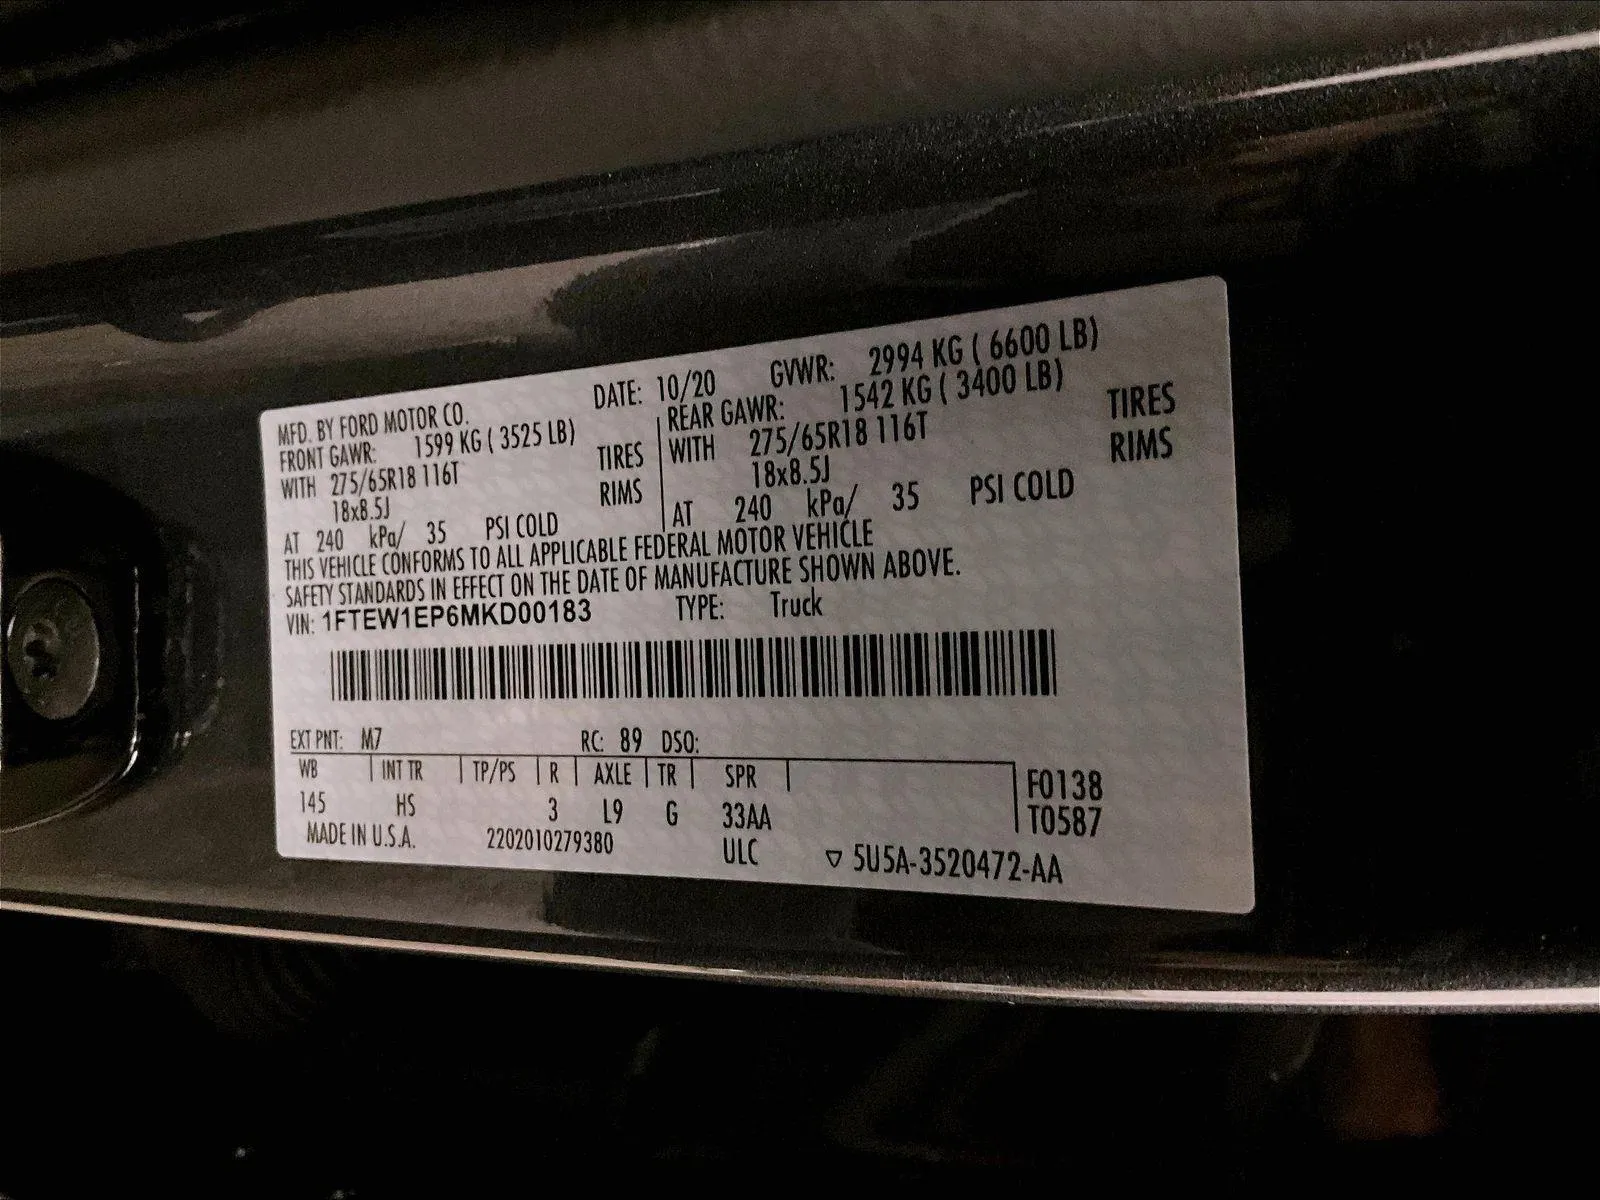 MFD. BY FORD MOTOR CO. DATE: 10/20 GVWR: 2994 KG ( 6600 LB)
FRONT GAWR: 1599 KG ( 3525 LB) REAR GAWR: 1542 KG ( 3400 LB)
WITH 275/65R18 116T TIRES WITH 275/65R18 116T TIRES
18x8.5J RIMS 18x8.5J RIMS
AT 240 kPa/ 35 PSI COLD AT 240 kPa/ 35 PSI COLD
THIS VEHICLE CONFORMS TO ALL APPLICABLE FEDERAL MOTOR VEHICLE
SAFETY STANDARDS IN EFFECT ON THE DATE OF MANUFACTURE SHOWN ABOVE.
VIN: 1FTEW1EP6MKD00183 TYPE: Truck
EXT PNT: M7 RC: 89 DSO:
WB INT TR TP/PS R AXLE TR SPR F0138
145 HS 3 L9 G 33AA T0587
MADE IN U.S.A. 2202010279380 ULC ▽ 5U5A-3520472-AA